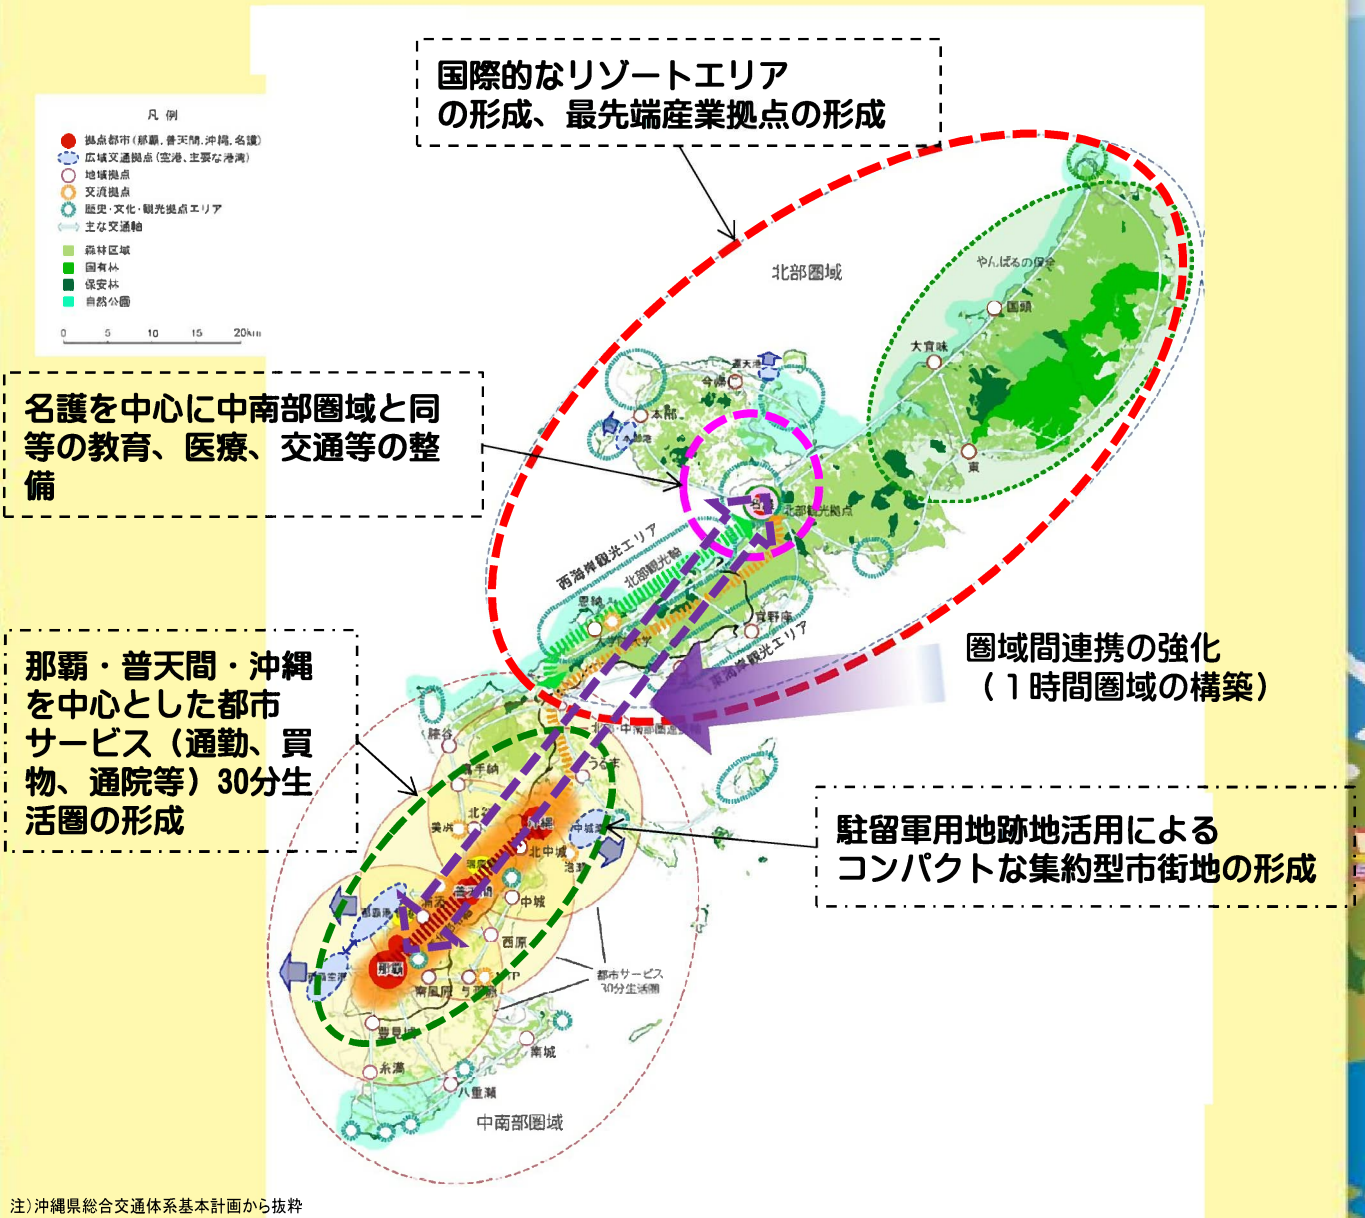 国際的なリゾートエリア
の形成、最先端産業拠点の形成
凡例
拠点都市(那覇、普天間、沖縄、名護)
広域交通拠点(空港、主要な港湾)
地域拠点
交流拠点
歴史・文化・観光拠点エリア
主な交通軸
森林区域
国有林
保安林
自然公園
0 5 10 15 20km
北部圏域
やんばるの保全
国頭
大宜味
東
本部
名護を中心に中南部圏域と同
等の教育、医療、交通等の整
備
北部観光拠点
西海岸観光エリア
北部観光軸
恩納
宜野座
東海岸観光エリア
圏域間連携の強化
(1時間圏域の構築)
那覇・普天間・沖縄
を中心とした都市
サービス(通勤、買
物、通院等)30分生
活圏の形成
読谷
嘉手納
うるま
沖縄
北中城
中城
西原
那覇
駐留軍用地跡地活用による
コンパクトな集約型市街地の形成
都市サービス
30分生活圏
南風原
豊見城
糸満
南城
八重瀬
中南部圏域
注)沖縄県総合交通体系基本計画から抜粋